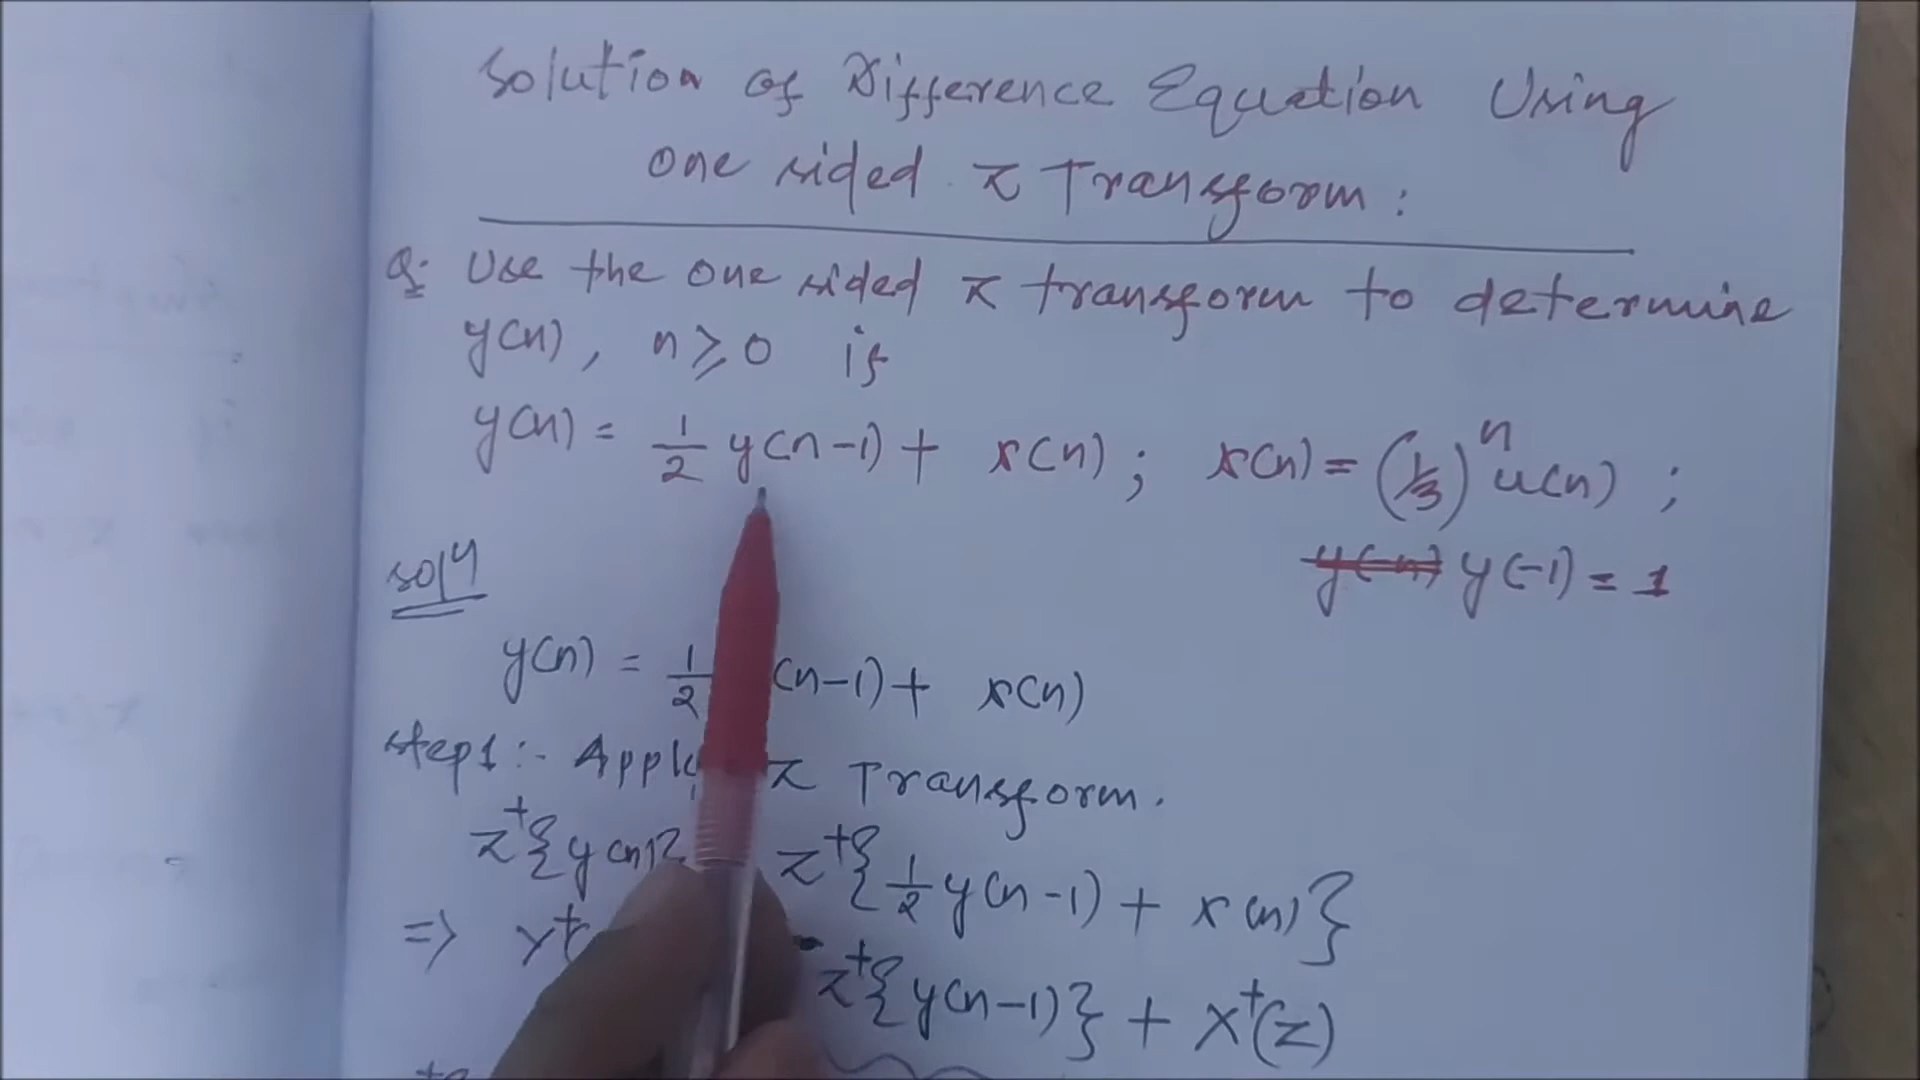 Solution of Difference Equation Using
one sided z Transform:
Q: Use the one sided z transform to determine
y(n), n≥0 if
y(n) = 1/2 y(n-1) + x(n); x(n) = (1/3)^n u(n);
y(-1) = 1
soln
y(n) = 1/2 (n-1) + x(n)
step1:- Apply z Transform.
z+{y(n)} z+{1/2 y(n-1) + x(n)}
=> Y+ z+{y(n-1)} + X+(z)